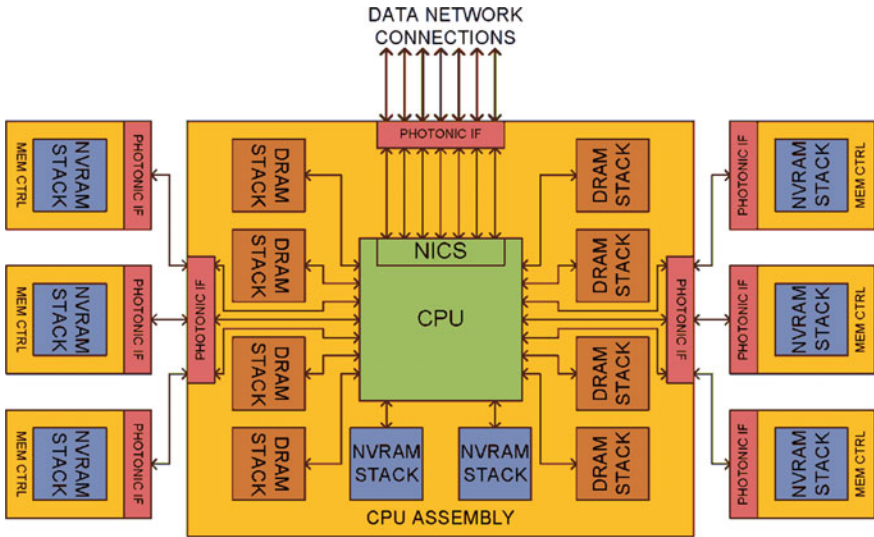 DATA NETWORK
CONNECTIONS
PHOTONIC IF
MEM CTRL
NVRAM
STACK
PHOTONIC IF
DRAM
STACK
DRAM
STACK
PHOTONIC IF
NVRAM
STACK
MEM CTRL
NICS
CPU
MEM CTRL
NVRAM
STACK
PHOTONIC IF
PHOTONIC IF
DRAM
STACK
DRAM
STACK
PHOTONIC IF
PHOTONIC IF
NVRAM
STACK
MEM CTRL
DRAM
STACK
DRAM
STACK
MEM CTRL
NVRAM
STACK
PHOTONIC IF
DRAM
STACK
NVRAM
STACK
NVRAM
STACK
DRAM
STACK
PHOTONIC IF
NVRAM
STACK
MEM CTRL
CPU ASSEMBLY